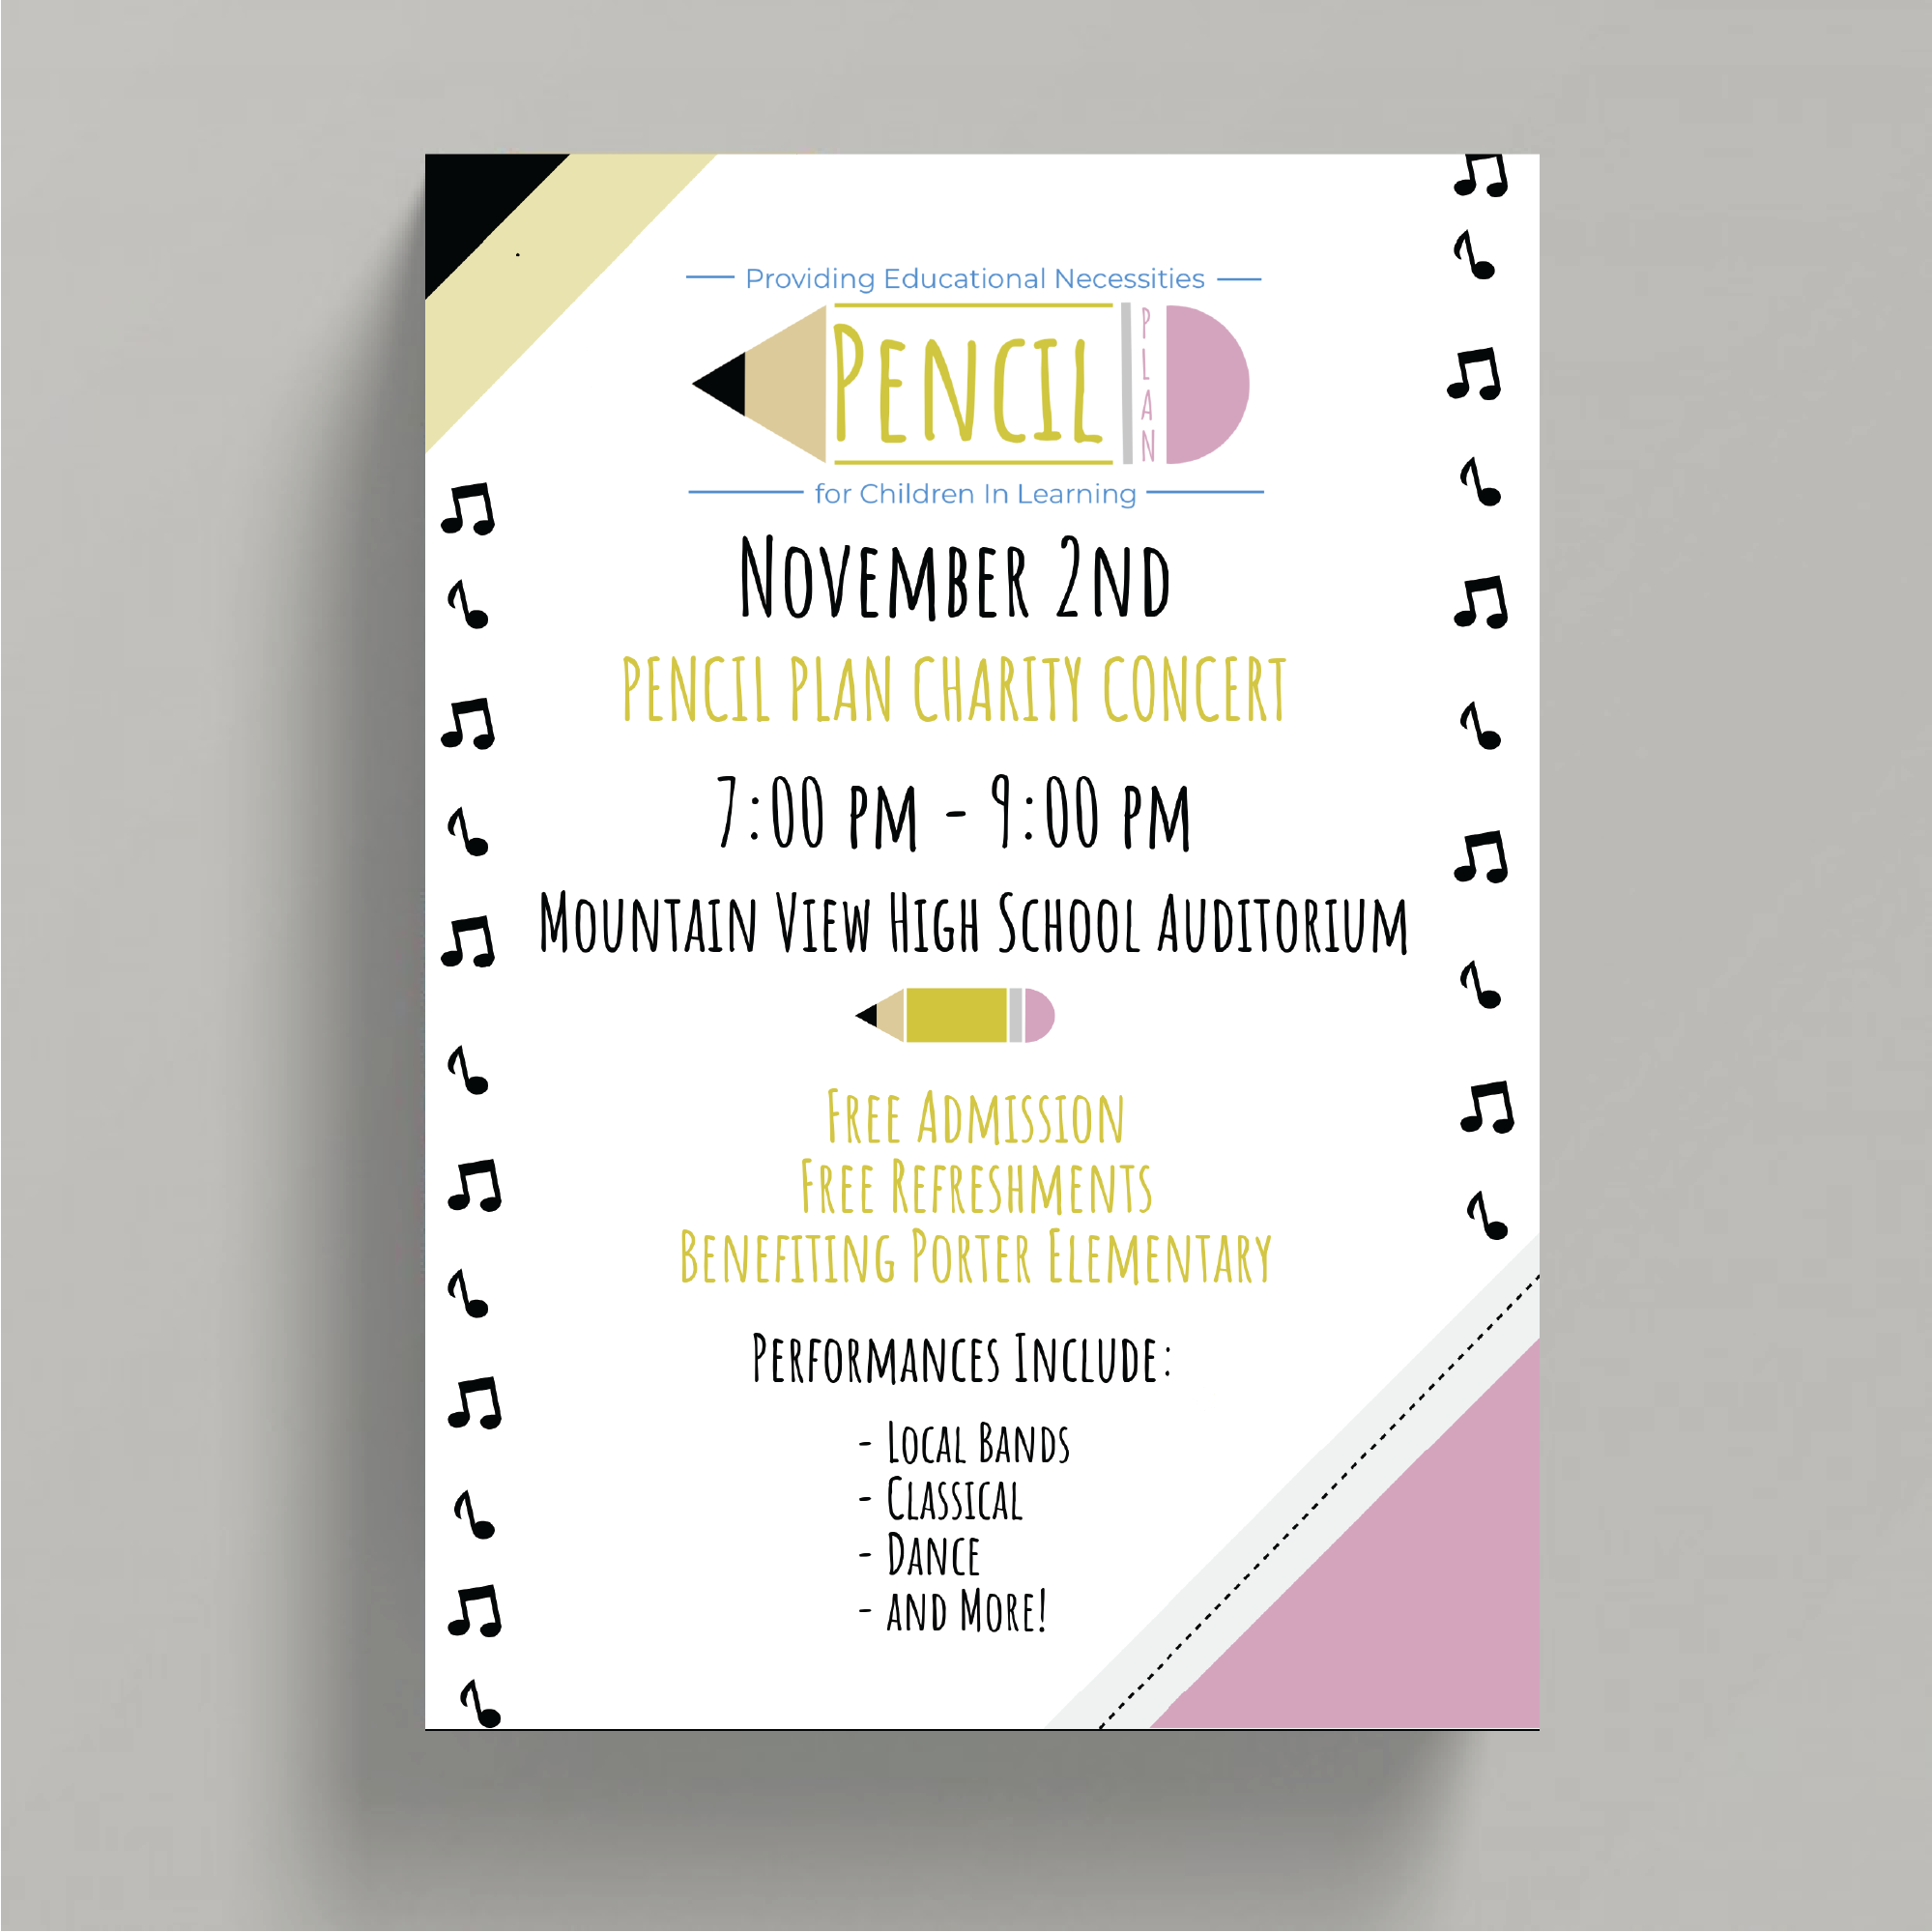 Providing Educational Necessities
PENCIL
PLAN
for Children In Learning
NOVEMBER 2ND
PENCIL PLAN CHARITY CONCERT
7:00 PM - 9:00 PM
MOUNTAIN VIEW HIGH SCHOOL AUDITORIUM
FREE ADMISSION
FREE REFRESHMENTS
BENEFITING PORTER ELEMENTARY
PERFORMANCES INCLUDE:
- LOCAL BANDS
- CLASSICAL
- DANCE
- AND MORE!